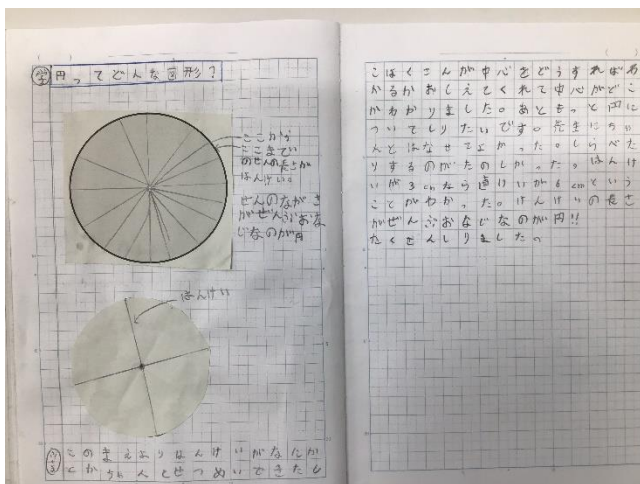 円ってどんな図形?
ここから
ここまでい
のせんのたさが
はんけい。
せんのながさ
がぜんぶおな
じなのが円
はんけい
このまえよりはんけいがなにか
とかちゃんとせつめいできたし
こはくさんが中心をどうすればわ
かるかおしえてくれて中心がどこ
かわかりました。あともっと円に
ついてしりたいです。先生にちゃ
んとはなせてよかった。しらべた
りするのがたのしかった。はんけ
いが3cmなら直けいが6cmという
ことがわかった。はんけいの長さ
がぜんぶおなじなのが円!!
たくさんしりました。